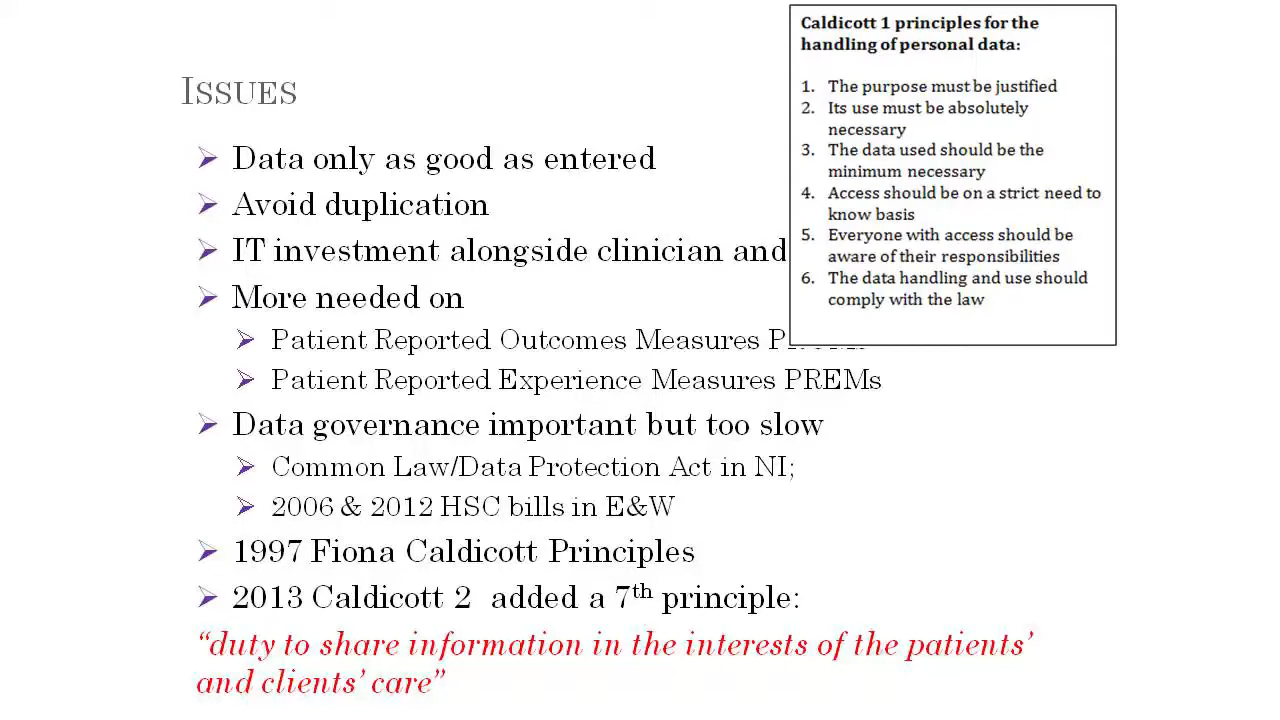 ISSUES
Data only as good as entered
Avoid duplication
IT investment alongside clinician and
More needed on
Patient Reported Outcomes Measures
Patient Reported Experience Measures PREMs
Data governance important but too slow
Common Law/Data Protection Act in NI;
2006 & 2012 HSC bills in E&W
1997 Fiona Caldicott Principles
2013 Caldicott 2 added a 7th principle:
“duty to share information in the interests of the patients’
and clients’ care”
Caldicott 1 principles for the
handling of personal data:
1. The purpose must be justified
2. Its use must be absolutely
necessary
3. The data used should be the
minimum necessary
4. Access should be on a strict need to
know basis
5. Everyone with access should be
aware of their responsibilities
6. The data handling and use should
comply with the law